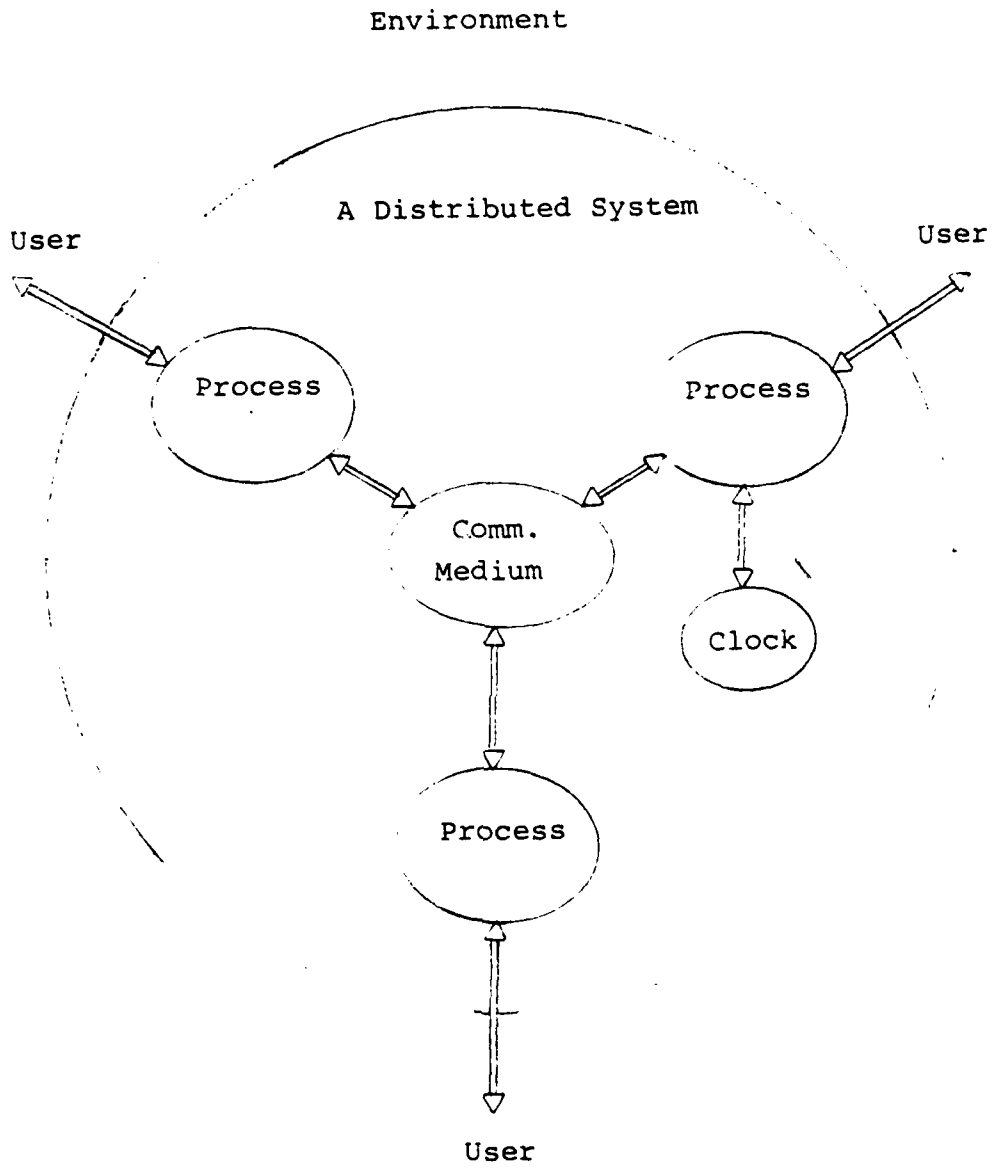 Environment
A Distributed System
User
User
Process
Process
Comm.
Medium
Clock
Process
User